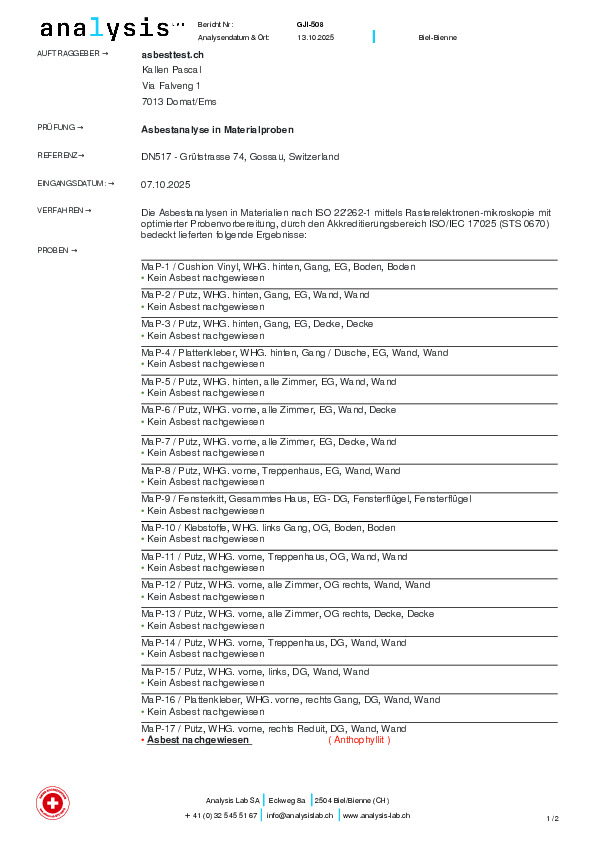 analysis
Bericht Nr: GJI-508
Analysendatum & Ort: 13.10.2025 Biel-Bienne
AUFTRAGGEBER → asbesttest.ch
Kallen Pascal
Via Falveng 1
7013 Domat/Ems
PRÜFUNG → Asbestanalyse in Materialproben
REFERENZ→ DN517 - Grütstrasse 74, Gossau, Switzerland
EINGANGSDATUM: → 07.10.2025
VERFAHREN → Die Asbestanalysen in Materialien nach ISO 22'262-1 mittels Rasterelektronen-mikroskopie mit
optimierter Probenvorbereitung, durch den Akkreditierungsbereich ISO/IEC 17'025 (STS 0670)
bedeckt lieferten folgende Ergebnisse:
PROBEN →
MaP-1 / Cushion Vinyl, WHG. hinten, Gang, EG, Boden, Boden
• Kein Asbest nachgewiesen
MaP-2 / Putz, WHG. hinten, Gang, EG, Wand, Wand
• Kein Asbest nachgewiesen
MaP-3 / Putz, WHG. hinten, Gang, EG, Decke, Decke
• Kein Asbest nachgewiesen
MaP-4 / Plattenkleber, WHG. hinten, Gang / Dusche, EG, Wand, Wand
• Kein Asbest nachgewiesen
MaP-5 / Putz, WHG. hinten, alle Zimmer, EG, Wand, Wand
• Kein Asbest nachgewiesen
MaP-6 / Putz, WHG. vorne, alle Zimmer, EG, Wand, Decke
• Kein Asbest nachgewiesen
MaP-7 / Putz, WHG. vorne, alle Zimmer, EG, Decke, Wand
• Kein Asbest nachgewiesen
MaP-8 / Putz, WHG. vorne, Treppenhaus, EG, Wand, Wand
• Kein Asbest nachgewiesen
MaP-9 / Fensterkitt, Gesammtes Haus, EG- DG, Fensterflügel, Fensterflügel
• Kein Asbest nachgewiesen
MaP-10 / Klebstoffe, WHG. links Gang, OG, Boden, Boden
• Kein Asbest nachgewiesen
MaP-11 / Putz, WHG. vorne, Treppenhaus, OG, Wand, Wand
• Kein Asbest nachgewiesen
MaP-12 / Putz, WHG. vorne, alle Zimmer, OG rechts, Wand, Wand
• Kein Asbest nachgewiesen
MaP-13 / Putz, WHG. vorne, alle Zimmer, OG rechts, Decke, Decke
• Kein Asbest nachgewiesen
MaP-14 / Putz, WHG. vorne, Treppenhaus, DG, Wand, Wand
• Kein Asbest nachgewiesen
MaP-15 / Putz, WHG. vorne, links, DG, Wand, Wand
• Kein Asbest nachgewiesen
MaP-16 / Plattenkleber, WHG. vorne, rechts Gang, DG, Wand, Wand
• Kein Asbest nachgewiesen
MaP-17 / Putz, WHG. vorne, rechts Reduit, DG, Wand, Wand
• Asbest nachgewiesen ( Anthophyllit )
Analysis Lab SA | Eckweg 8a | 2504 Biel/Bienne (CH)
+ 41 (0) 32 545 51 67 | info@analysislab.ch | www.analysis-lab.ch
1 / 2